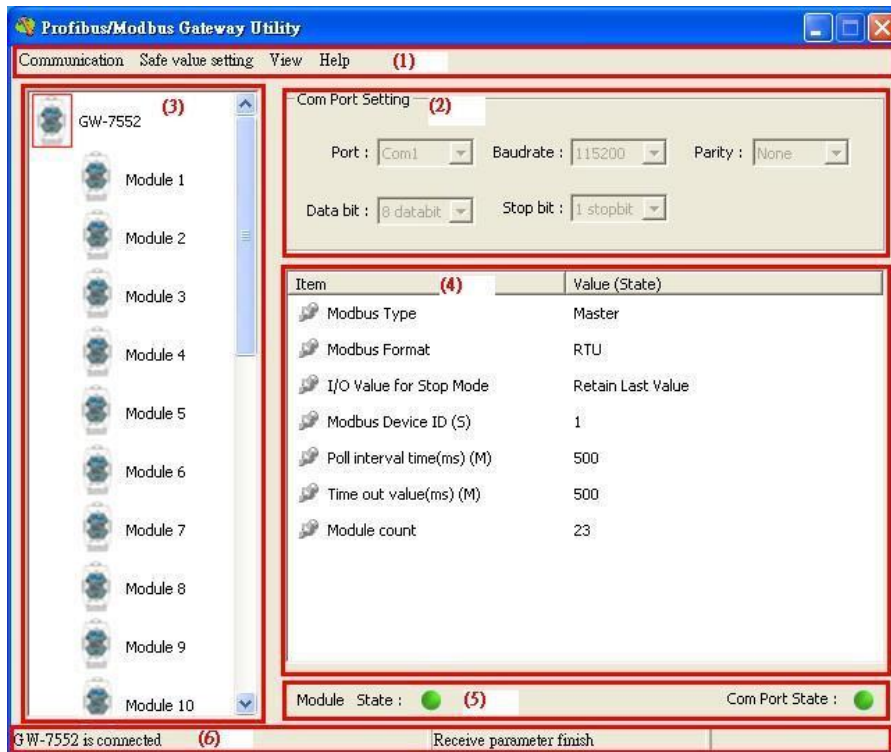 Profibus/Modbus Gateway Utility
Communication Safe value setting View Help (1)
(3)
GW-7552
Module 1
Module 2
Module 3
Module 4
Module 5
Module 6
Module 7
Module 8
Module 9
Module 10
Com Port Setting (2)
Port : Com1 Baudrate : 115200 Parity : None
Data bit : 8 databit Stop bit : 1 stopbit
Item (4) Value (State)
Modbus Type Master
Modbus Format RTU
I/O Value for Stop Mode Retain Last Value
Modbus Device ID (S) 1
Poll interval time(ms) (M) 500
Time out value(ms) (M) 500
Module count 23
Module State : (5) Com Port State :
GW-7552 is connected (6) Receive parameter finish